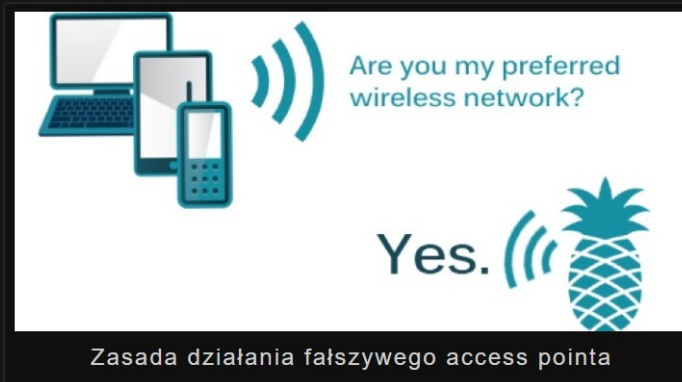 Are you my preferred
wireless network?
Yes.
Zasada działania fałszywego access pointa